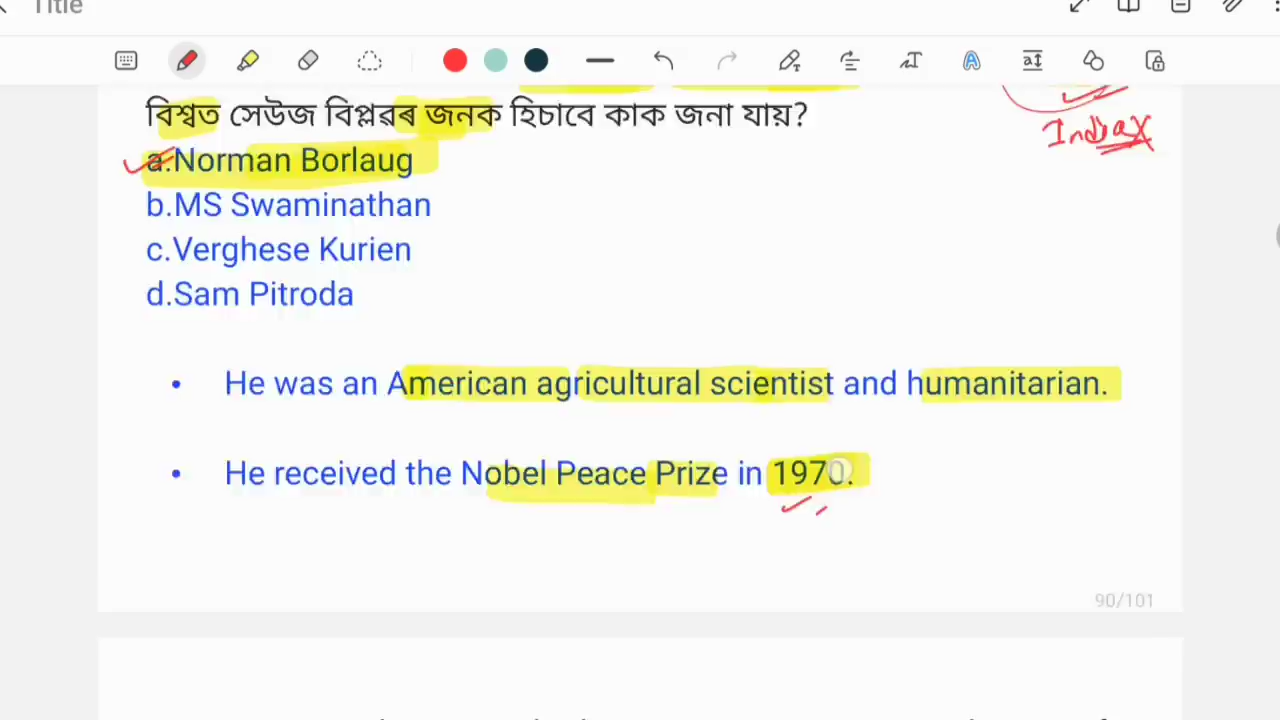 Title
বিশ্বত সেউজ বিপ্লৱৰ জনক হিচাবে কাক জনা যায়?
India X
a.Norman Borlaug
b.MS Swaminathan
c.Verghese Kurien
d.Sam Pitroda
• He was an American agricultural scientist and humanitarian.
• He received the Nobel Peace Prize in 1970.
90/101